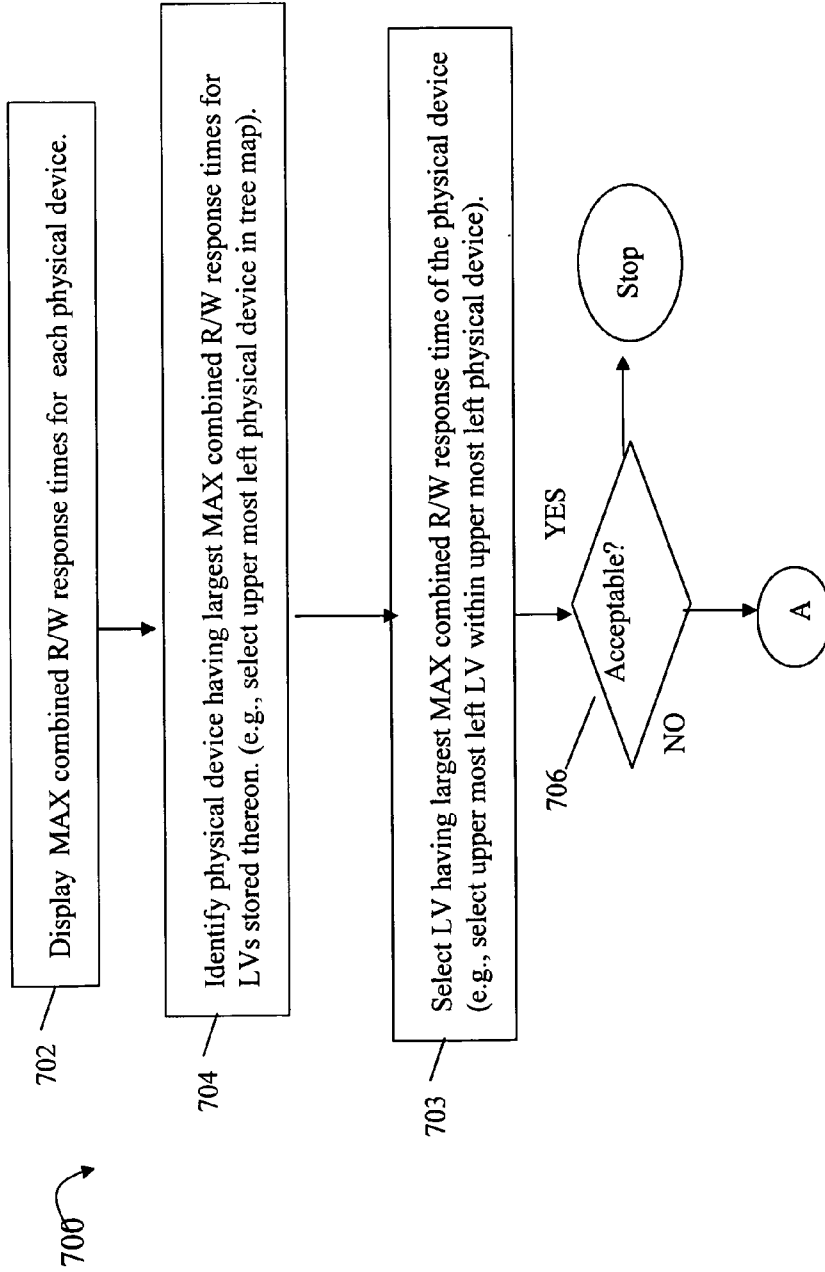 700
702
Display MAX combined R/W response times for each physical device.
704
Identify physical device having largest MAX combined R/W response times for
LVs stored thereon. (e.g., select upper most left physical device in tree map).
703
Select LV having largest MAX combined R/W response time of the physical device
(e.g., select upper most left LV within upper most left physical device).
706
Acceptable?
YES
Stop
NO
A